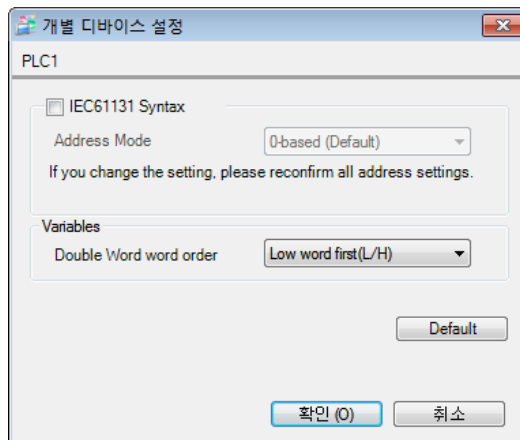 개별 디바이스 설정
PLC1
IEC61131 Syntax
Address Mode 0-based (Default)
If you change the setting, please reconfirm all address settings.
Variables
Double Word word order Low word first(L/H)
Default
확인 (O) 취소